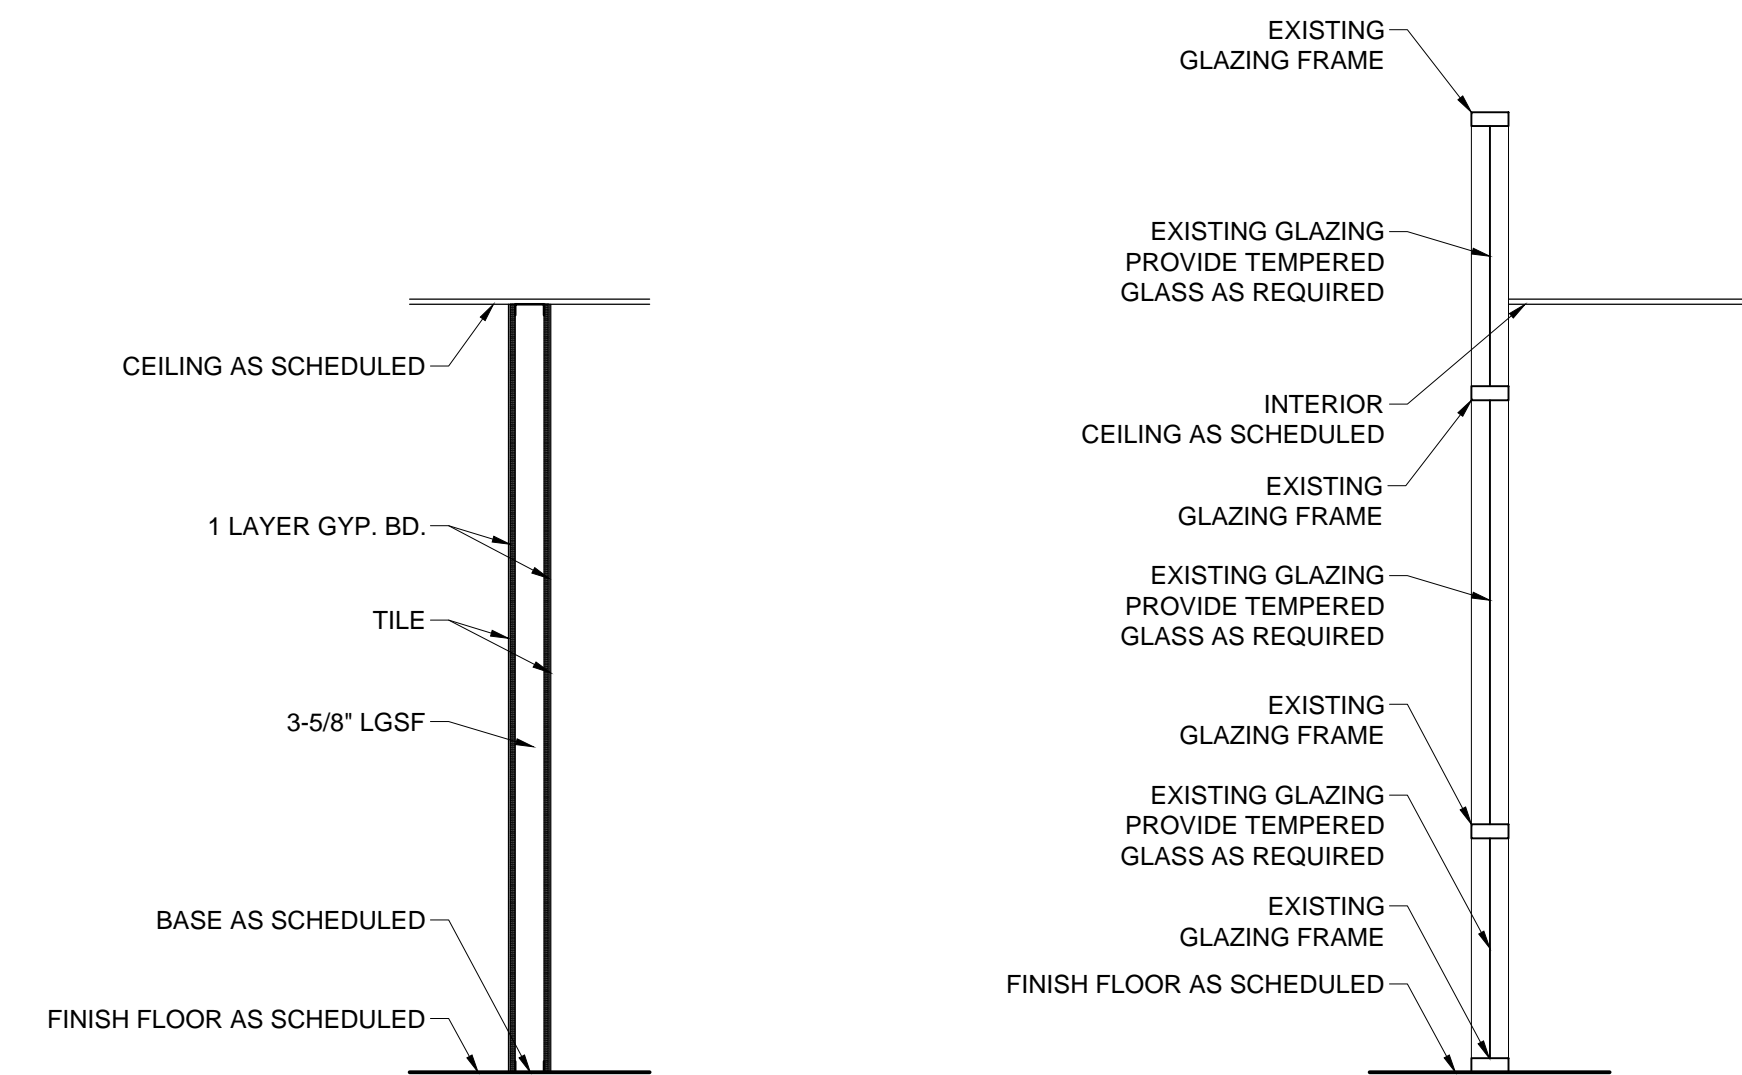 CEILING AS SCHEDULED
1 LAYER GYP. BD.
TILE
3-5/8" LGSF
BASE AS SCHEDULED
FINISH FLOOR AS SCHEDULED
EXISTING
GLAZING FRAME
EXISTING GLAZING
PROVIDE TEMPERED
GLASS AS REQUIRED
INTERIOR
CEILING AS SCHEDULED
EXISTING
GLAZING FRAME
EXISTING GLAZING
PROVIDE TEMPERED
GLASS AS REQUIRED
EXISTING
GLAZING FRAME
EXISTING GLAZING
PROVIDE TEMPERED
GLASS AS REQUIRED
EXISTING
GLAZING FRAME
FINISH FLOOR AS SCHEDULED